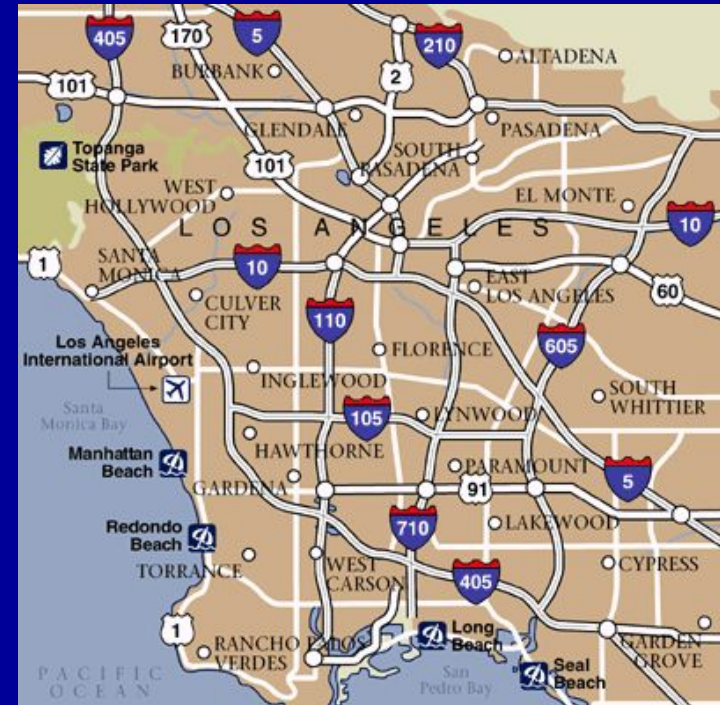 405
170
5
210
ALTADENA
BURBANK
2
101
GLENDALE
PASADENA
Topanga
State Park
SOUTH
PASADENA
101
WEST
HOLLYWOOD
EL MONTE
LOS ANGELES
10
1
SANTA
MONICA
10
EAST
LOS ANGELES
60
CULVER
CITY
110
Los Angeles
International Airport
FLORENCE
605
INGLEWOOD
SOUTH
WHITTIER
Santa
Monica Bay
105
LYNWOOD
HAWTHORNE
Manhattan
Beach
PARAMOUNT
5
GARDENA
91
Redondo
Beach
710
LAKEWOOD
TORRANCE
WEST
CARSON
405
CYPRESS
1
RANCHO PALOS
VERDES
Long
Beach
GARDEN
GROVE
PACIFIC
OCEAN
San
Pedro Bay
Seal
Beach